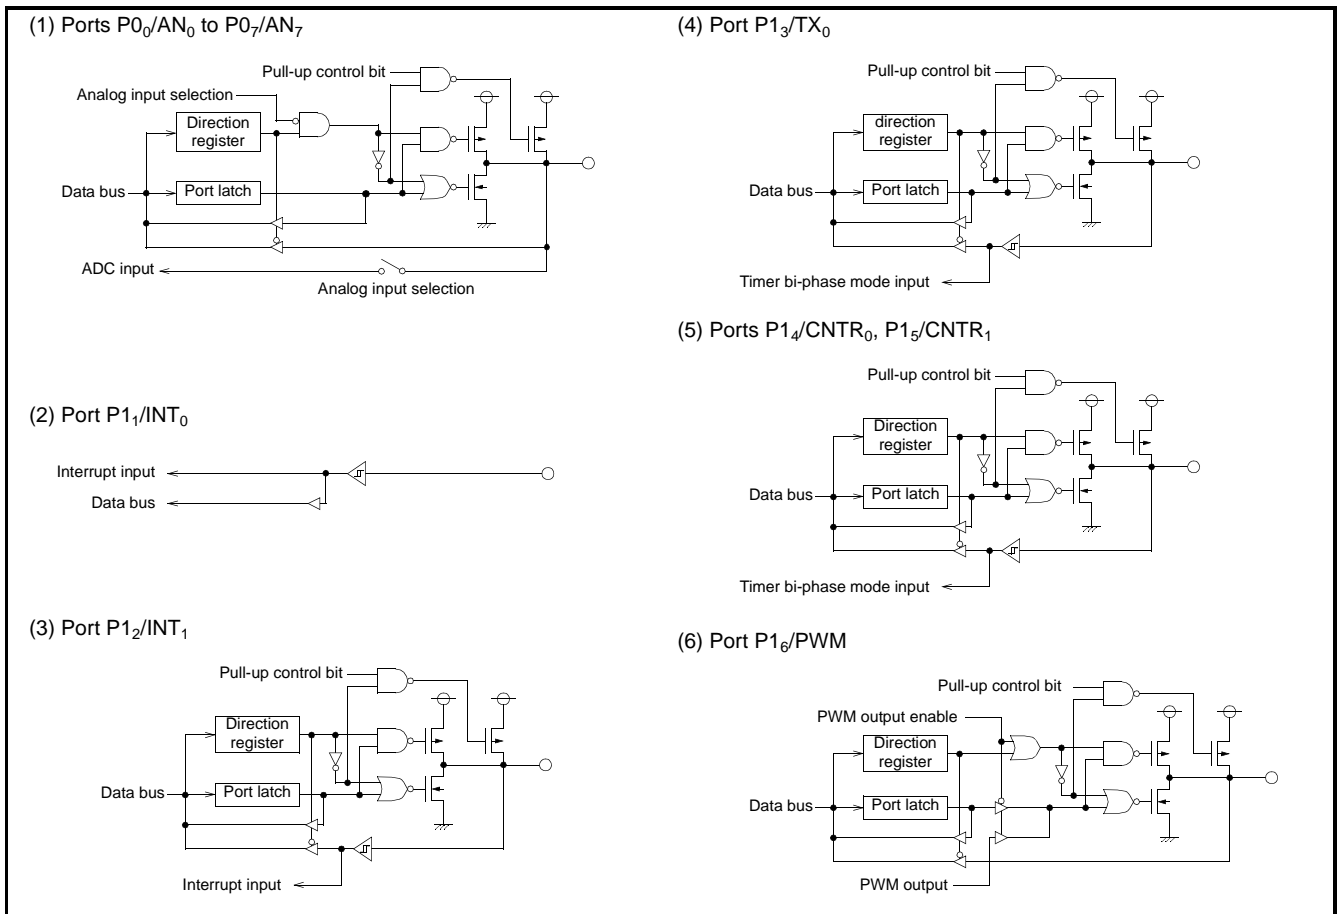 (1) Ports P0₀/AN₀ to P0₇/AN₇
Pull-up control bit
Analog input selection
Direction
register
Data bus
Port latch
ADC input
Analog input selection
(2) Port P1₁/INT₀
Interrupt input
Data bus
(3) Port P1₂/INT₁
Pull-up control bit
Direction
register
Data bus
Port latch
Interrupt input
(4) Port P1₃/TX₀
Pull-up control bit
direction
register
Data bus
Port latch
Timer bi-phase mode input
(5) Ports P1₄/CNTR₀, P1₅/CNTR₁
Pull-up control bit
Direction
register
Data bus
Port latch
Timer bi-phase mode input
(6) Port P1₆/PWM
Pull-up control bit
PWM output enable
Direction
register
Data bus
Port latch
PWM output